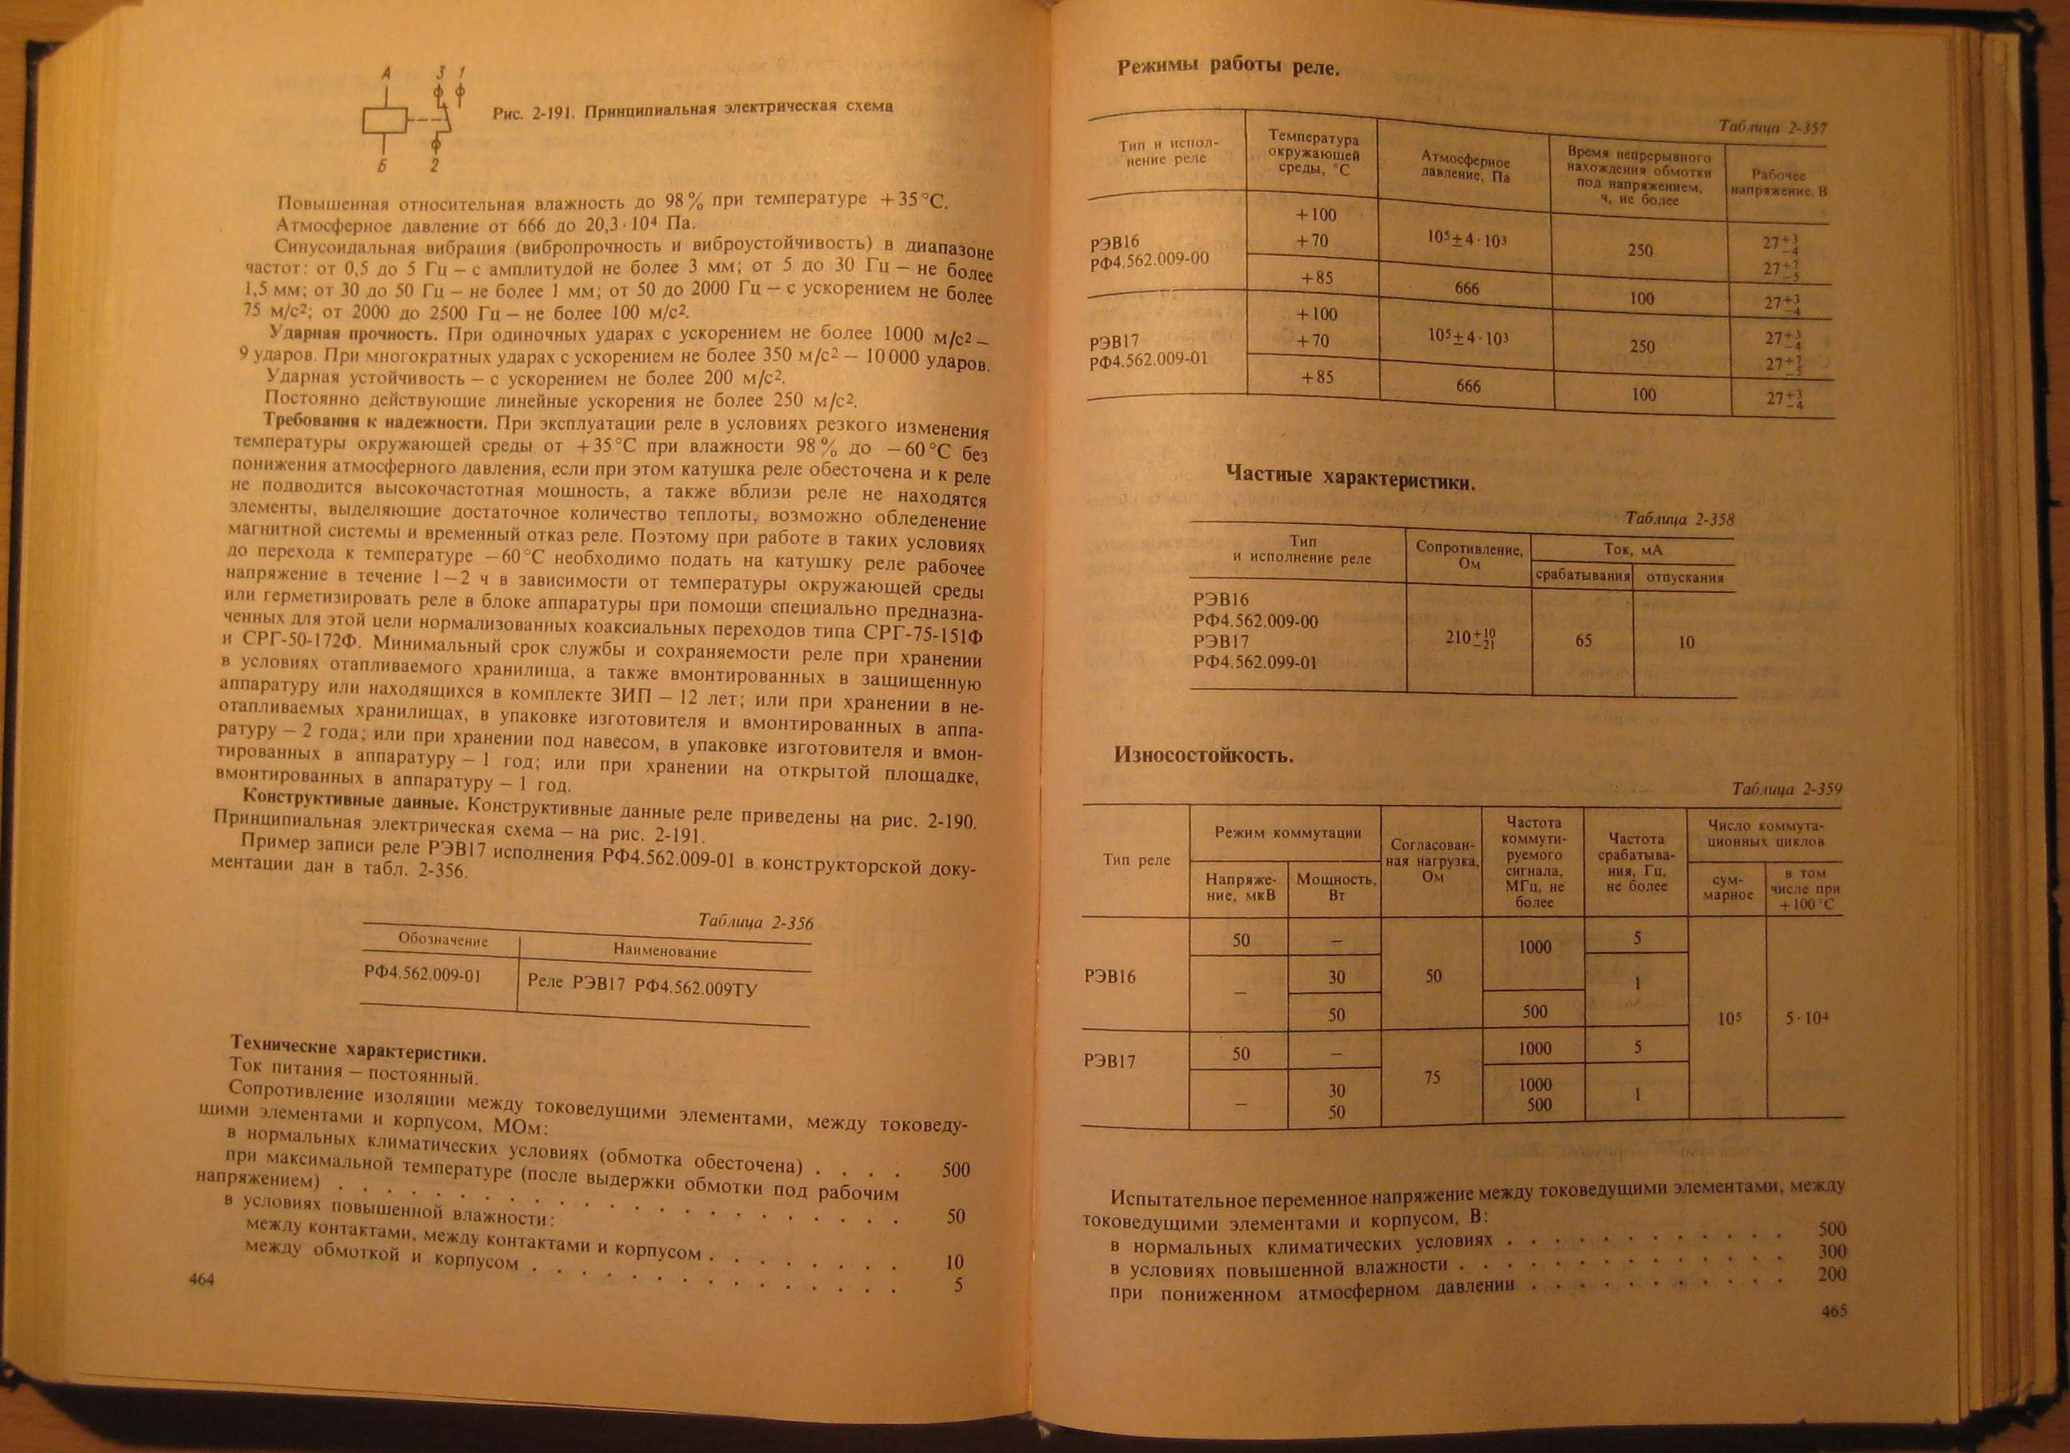 А 3 1
Рис. 2-191. Принципиальная электрическая схема
Б 2
Повышенная относительная влажность до 98% при температуре +35°С.
Атмосферное давление от 666 до 20,3·10⁴ Па.
Синусоидальная вибрация (вибропрочность и виброустойчивость) в диапазоне
частот: от 0,5 до 5 Гц — с амплитудой не более 3 мм; от 5 до 30 Гц — не более
1,5 мм; от 30 до 50 Гц — не более 1 мм; от 50 до 2000 Гц — с ускорением не более
75 м/с²; от 2000 до 2500 Гц — не более 100 м/с².
Ударная прочность. При одиночных ударах с ускорением не более 1000 м/с² —
9 ударов. При многократных ударах с ускорением не более 350 м/с² — 10 000 ударов.
Ударная устойчивость — с ускорением не более 200 м/с².
Постоянно действующие линейные ускорения не более 250 м/с².
Требования к надежности. При эксплуатации реле в условиях резкого изменения
температуры окружающей среды от +35°С при влажности 98% до −60°С без
понижения атмосферного давления, если при этом катушка реле обесточена и к реле
не подводится высокочастотная мощность, а также вблизи реле не находятся
элементы, выделяющие достаточное количество теплоты, возможно обледенение
магнитной системы и временный отказ реле. Поэтому при работе в таких условиях
до перехода к температуре −60°С необходимо подать на катушку реле рабочее
напряжение в течение 1—2 ч в зависимости от температуры окружающей среды
или герметизировать реле в блоке аппаратуры при помощи специально предназна-
ченных для этой цели нормализованных коаксиальных переходов типа СРГ-75-151Ф
и СРГ-50-172Ф. Минимальный срок службы и сохраняемости реле при хранении
в условиях отапливаемого хранилища, а также вмонтированных в защищенную
аппаратуру или находящихся в комплекте ЗИП — 12 лет; или при хранении в не-
отапливаемых хранилищах, в упаковке изготовителя и вмонтированных в аппа-
ратуру — 2 года; или при хранении под навесом, в упаковке изготовителя и вмон-
тированных в аппаратуру — 1 год; или при хранении на открытой площадке,
вмонтированных в аппаратуру — 1 год.
Конструктивные данные. Конструктивные данные реле приведены на рис. 2-190.
Принципиальная электрическая схема — на рис. 2-191.
Пример записи реле РЭВ17 исполнения РФ4.562.009-01 в конструкторской доку-
ментации дан в табл. 2-356.
Таблица 2-356
Обозначение Наименование
РФ4.562.009-01 Реле РЭВ17 РФ4.562.009ТУ
Технические характеристики.
Ток питания — постоянный.
Сопротивление изоляции между токоведущими элементами, между токоведу-
щими элементами и корпусом, МОм:
в нормальных климатических условиях (обмотка обесточена) . . . . 500
при максимальной температуре (после выдержки обмотки под рабочим
напряжением) . . . . . . . . . . . . . . . . . . 50
в условиях повышенной влажности:
между контактами, между контактами и корпусом . . . . . . . . 10
между обмоткой и корпусом . . . . . . . . . . . . . . 5
464
Режимы работы реле.
Таблица 2-357
Тип и испол-
нение реле
Температура
окружающей
среды, °С
Атмосферное
давление, Па
Время непрерывного
нахождения обмотки
под напряжением,
ч, не более
Рабочее
напряжение, В
РЭВ16
РФ4.562.009-00
+100
+70
10⁵±4·10³ 250
27+3−4
27+7−5
+85 666 100 27+3−4
РЭВ17
РФ4.562.009-01
+100
+70
10⁵±4·10³ 250
27+3−4
27+7−5
+85 666 100 27+3−4
Частные характеристики.
Таблица 2-358
Тип
и исполнение реле
Сопротивление,
Ом
Ток, мА
срабатывания отпускания
РЭВ16
РФ4.562.009-00
РЭВ17
РФ4.562.099-01
210+10−21 65 10
Износостойкость.
Таблица 2-359
Тип реле
Режим коммутации
Напряже-
ние, мкВ
Мощность,
Вт
Согласован-
ная нагрузка,
Ом
Частота
коммути-
руемого
сигнала,
МГц, не
более
Частота
срабатыва-
ния, Гц,
не более
Число коммута-
ционных циклов
сум-
марное
в том
числе при
+100°С
РЭВ16 50 — 50 1000 5 10⁵ 5·10⁴
— 30 1
50 500
РЭВ17 50 — 75 1000 5
— 30 1000 1
50 500
Испытательное переменное напряжение между токоведущими элементами, между
токоведущими элементами и корпусом, В:
в нормальных климатических условиях . . . . . . . . . . . . 500
в условиях повышенной влажности . . . . . . . . . . . . . 300
при пониженном атмосферном давлении . . . . . . . . . . . 200
465